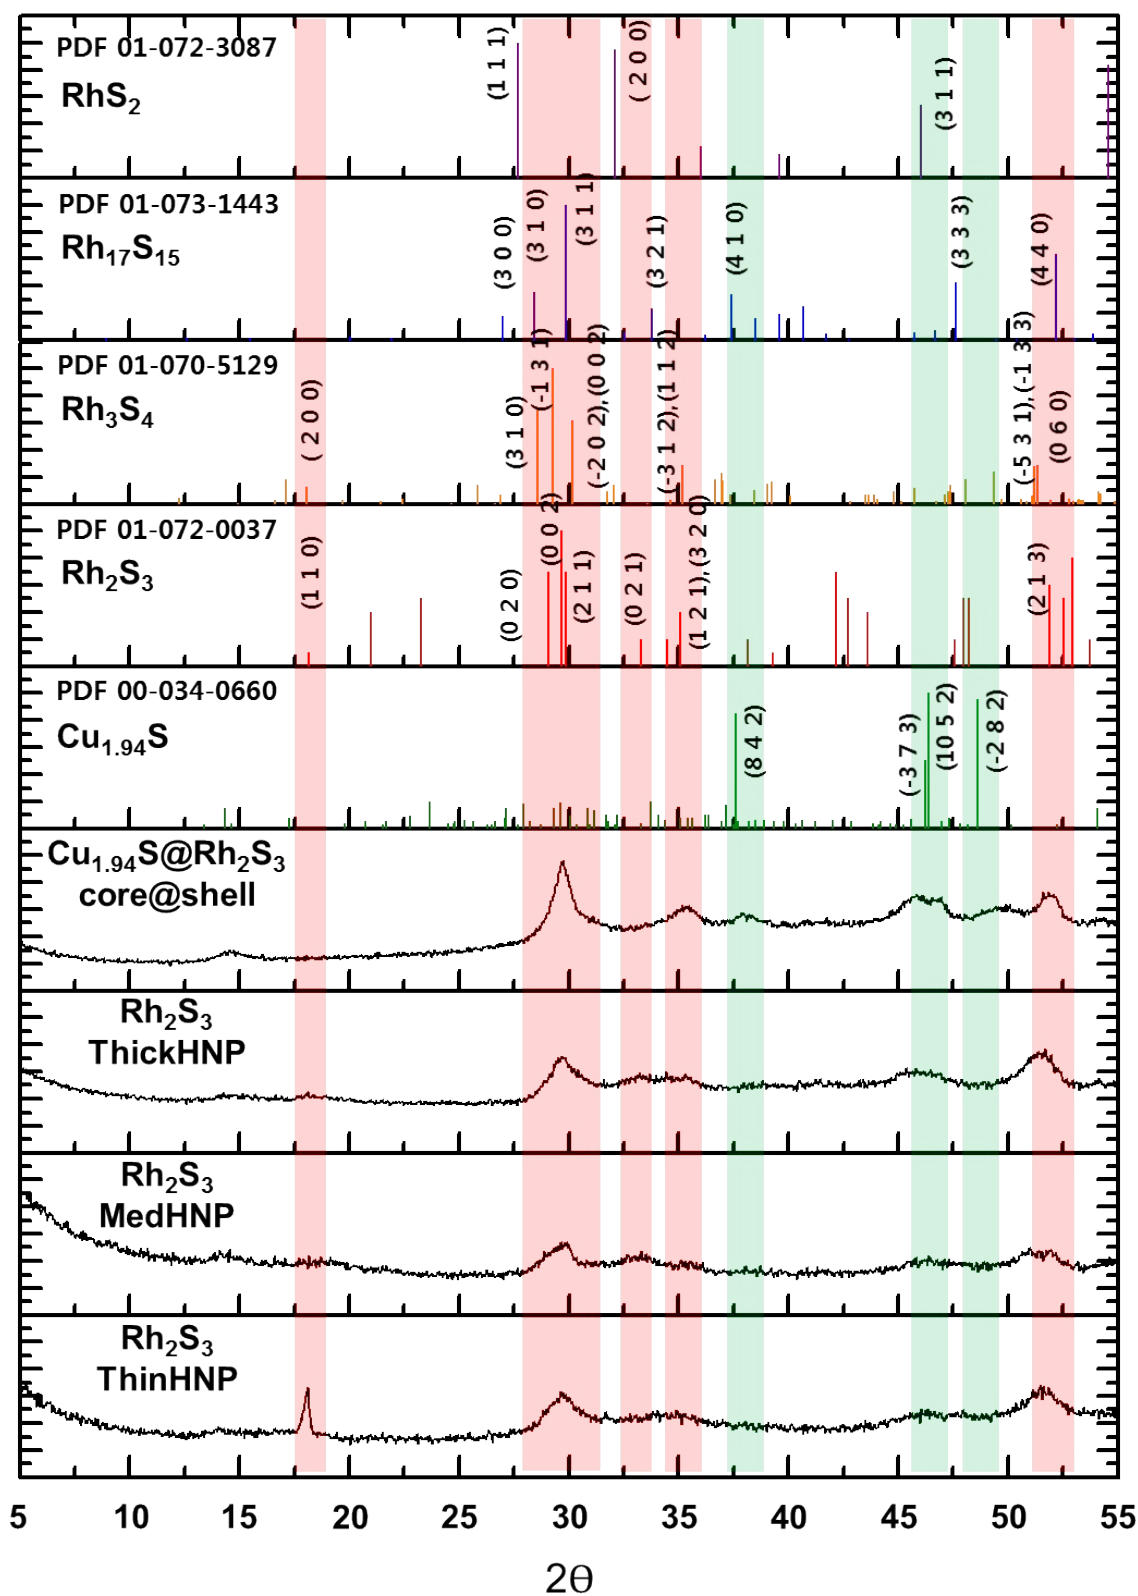 PDF 01-072-3087
RhS₂
(1 1 1)
( 2 0 0)
(3 1 1)
PDF 01-073-1443
Rh₁₇S₁₅
(3 0 0)
(3 1 0)
(3 1 1)
(3 2 1)
(4 1 0)
(3 3 3)
(4 4 0)
PDF 01-070-5129
Rh₃S₄
( 2 0 0)
(3 1 0)
(-1 3 1)
(-2 0 2),(0 0 2)
(-3 1 2),(1 1 2)
(-5 3 1),(-1 3 3)
(0 6 0)
PDF 01-072-0037
Rh₂S₃
(1 1 0)
(0 2 0)
(0 0 2)
(2 1 1)
(0 2 1)
(1 2 1),(3 2 0)
(2 1 3)
PDF 00-034-0660
Cu₁.₉₄S
(8 4 2)
(-3 7 3)
(10 5 2)
(-2 8 2)
Cu₁.₉₄S@Rh₂S₃
core@shell
Rh₂S₃
ThickHNP
Rh₂S₃
MedHNP
Rh₂S₃
ThinHNP
5 10 15 20 25 30 35 40 45 50 55
2Θ